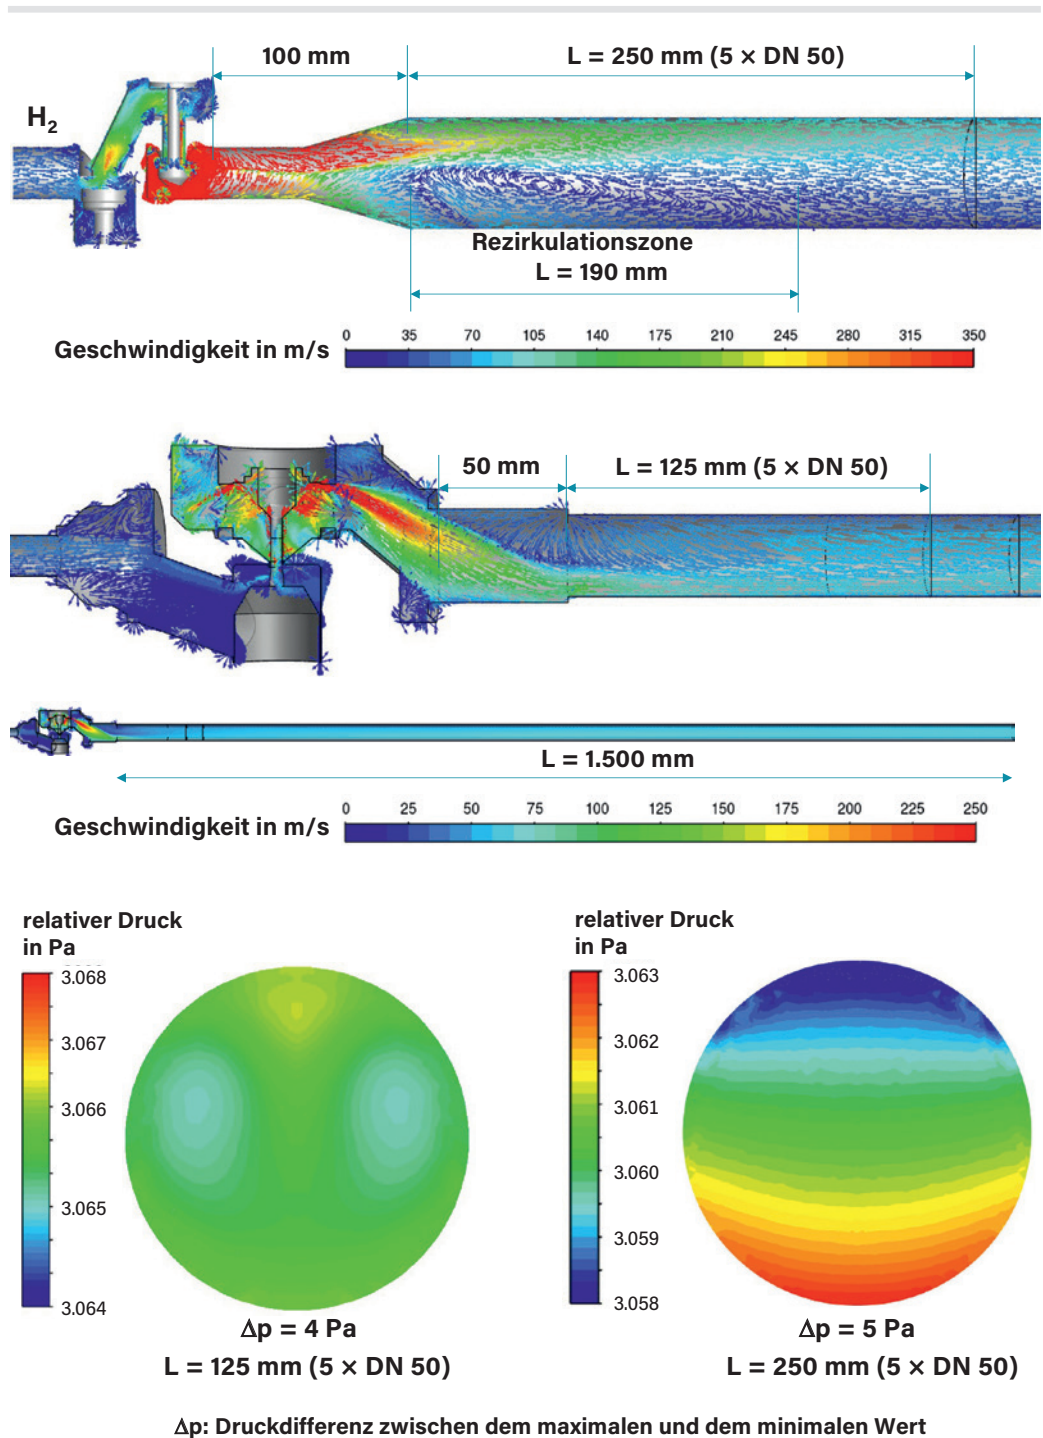 100 mm
L = 250 mm (5 × DN 50)
H2
Rezirkulationszone
L = 190 mm
Geschwindigkeit in m/s
0 35 70 105 140 175 210 245 280 315 350
50 mm
L = 125 mm (5 × DN 50)
L = 1.500 mm
Geschwindigkeit in m/s
0 25 50 75 100 125 150 175 200 225 250
relativer Druck
in Pa
3.068
3.067
3.066
3.065
3.064
Δp = 4 Pa
L = 125 mm (5 × DN 50)
relativer Druck
in Pa
3.063
3.062
3.061
3.060
3.059
3.058
Δp = 5 Pa
L = 250 mm (5 × DN 50)
Δp: Druckdifferenz zwischen dem maximalen und dem minimalen Wert